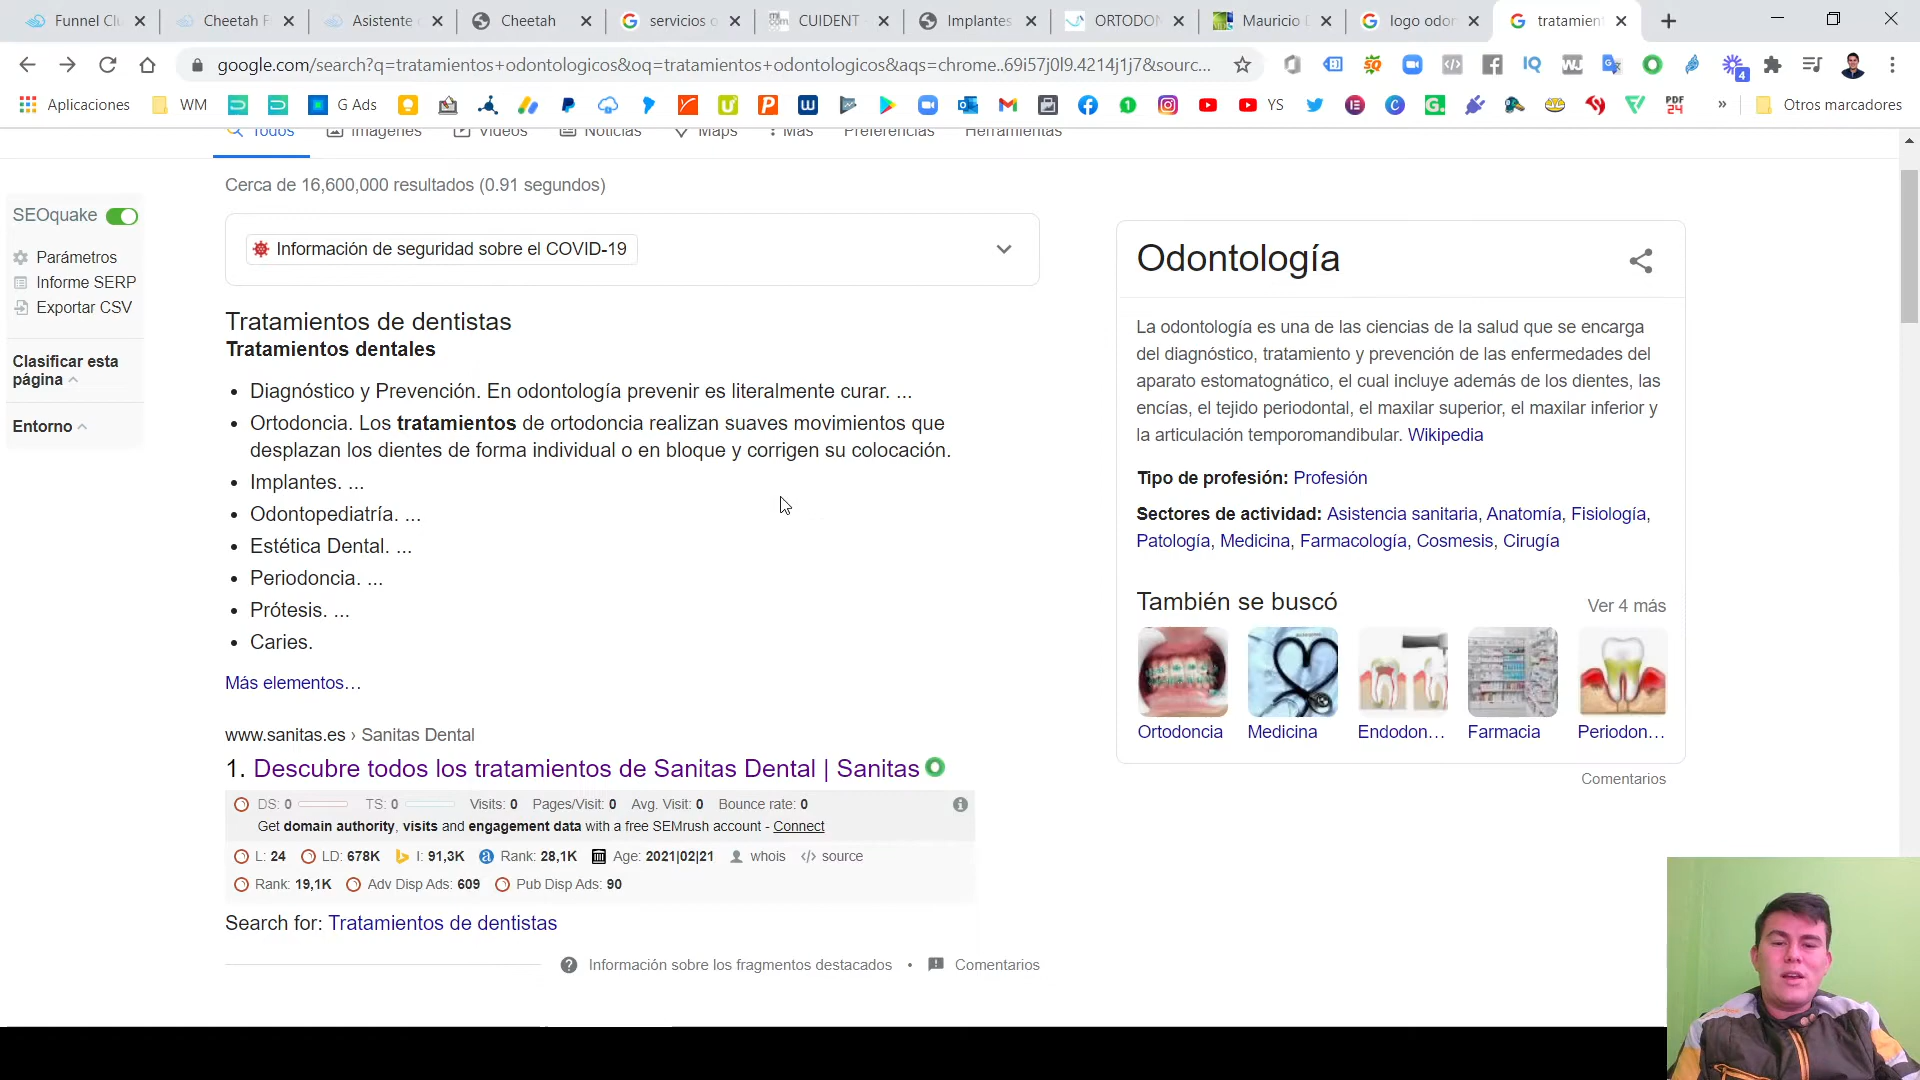 Funnel Clu
Cheetah F
Asistente
Cheetah
servicios o
CUIDENT
Implantes
ORTODON
Mauricio
logo odon
tratamien
google.com/search?q=tratamientos+odontologicos&oq=tratamientos+odontologicos&aqs=chrome..69i57j0l9.4214j1j7&sourc...
Aplicaciones
WM
G Ads
YS
»
Otros marcadores
Todos
Imágenes
Videos
Noticias
Maps
Más
Preferencias
Herramientas
Cerca de 16,600,000 resultados (0.91 segundos)
SEOquake
Parámetros
Informe SERP
Exportar CSV
Clasificar esta
página
Entorno
Información de seguridad sobre el COVID-19
Tratamientos de dentistas
Tratamientos dentales
• Diagnóstico y Prevención. En odontología prevenir es literalmente curar. ...
• Ortodoncia. Los tratamientos de ortodoncia realizan suaves movimientos que
desplazan los dientes de forma individual o en bloque y corrigen su colocación.
• Implantes. ...
• Odontopediatría. ...
• Estética Dental. ...
• Periodoncia. ...
• Prótesis. ...
• Caries.
Más elementos…
www.sanitas.es › Sanitas Dental
1. Descubre todos los tratamientos de Sanitas Dental | Sanitas
DS: 0 TS: 0 Visits: 0 Pages/Visit: 0 Avg. Visit: 0 Bounce rate: 0
Get domain authority, visits and engagement data with a free SEMrush account - Connect
L: 24 LD: 678K I: 91,3K Rank: 28,1K Age: 2021|02|21 whois </> source
Rank: 19,1K Adv Disp Ads: 609 Pub Disp Ads: 90
Search for: Tratamientos de dentistas
Información sobre los fragmentos destacados • Comentarios
Odontología
La odontología es una de las ciencias de la salud que se encarga
del diagnóstico, tratamiento y prevención de las enfermedades del
aparato estomatognático, el cual incluye además de los dientes, las
encías, el tejido periodontal, el maxilar superior, el maxilar inferior y
la articulación temporomandibular. Wikipedia
Tipo de profesión: Profesión
Sectores de actividad: Asistencia sanitaria, Anatomía, Fisiología,
Patología, Medicina, Farmacología, Cosmesis, Cirugía
También se buscó
Ver 4 más
Ortodoncia
Medicina
Endodon...
Farmacia
Periodon...
Comentarios